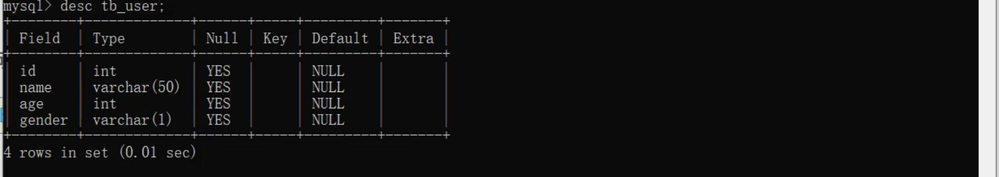 mysql> desc tb_user;
+--------+-------------+------+-----+---------+-------+
| Field  | Type        | Null | Key | Default | Extra |
+--------+-------------+------+-----+---------+-------+
| id     | int         | YES  |     | NULL    |       |
| name   | varchar(50) | YES  |     | NULL    |       |
| age    | int         | YES  |     | NULL    |       |
| gender | varchar(1)  | YES  |     | NULL    |       |
+--------+-------------+------+-----+---------+-------+
4 rows in set (0.01 sec)